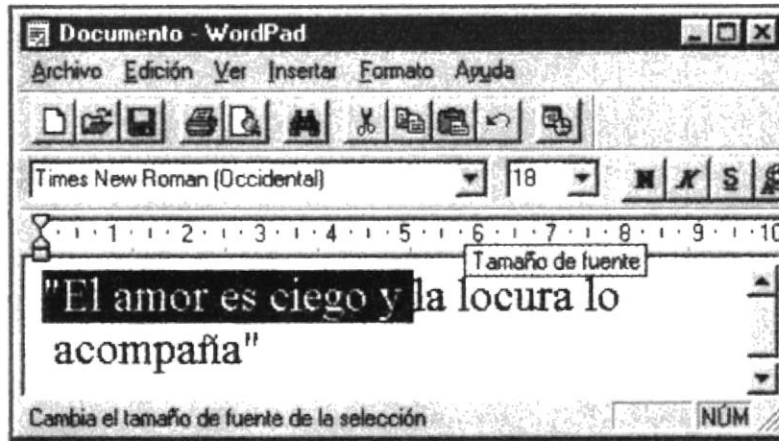 Documento - WordPad
Archivo Edición Ver Insertar Formato Ayuda
Times New Roman (Occidental) 18 N K S
1 2 3 4 5 6 7 8 9 10
Tamaño de fuente
"El amor es ciego y la locura lo
acompaña"
Cambia el tamaño de fuente de la selección NÚM